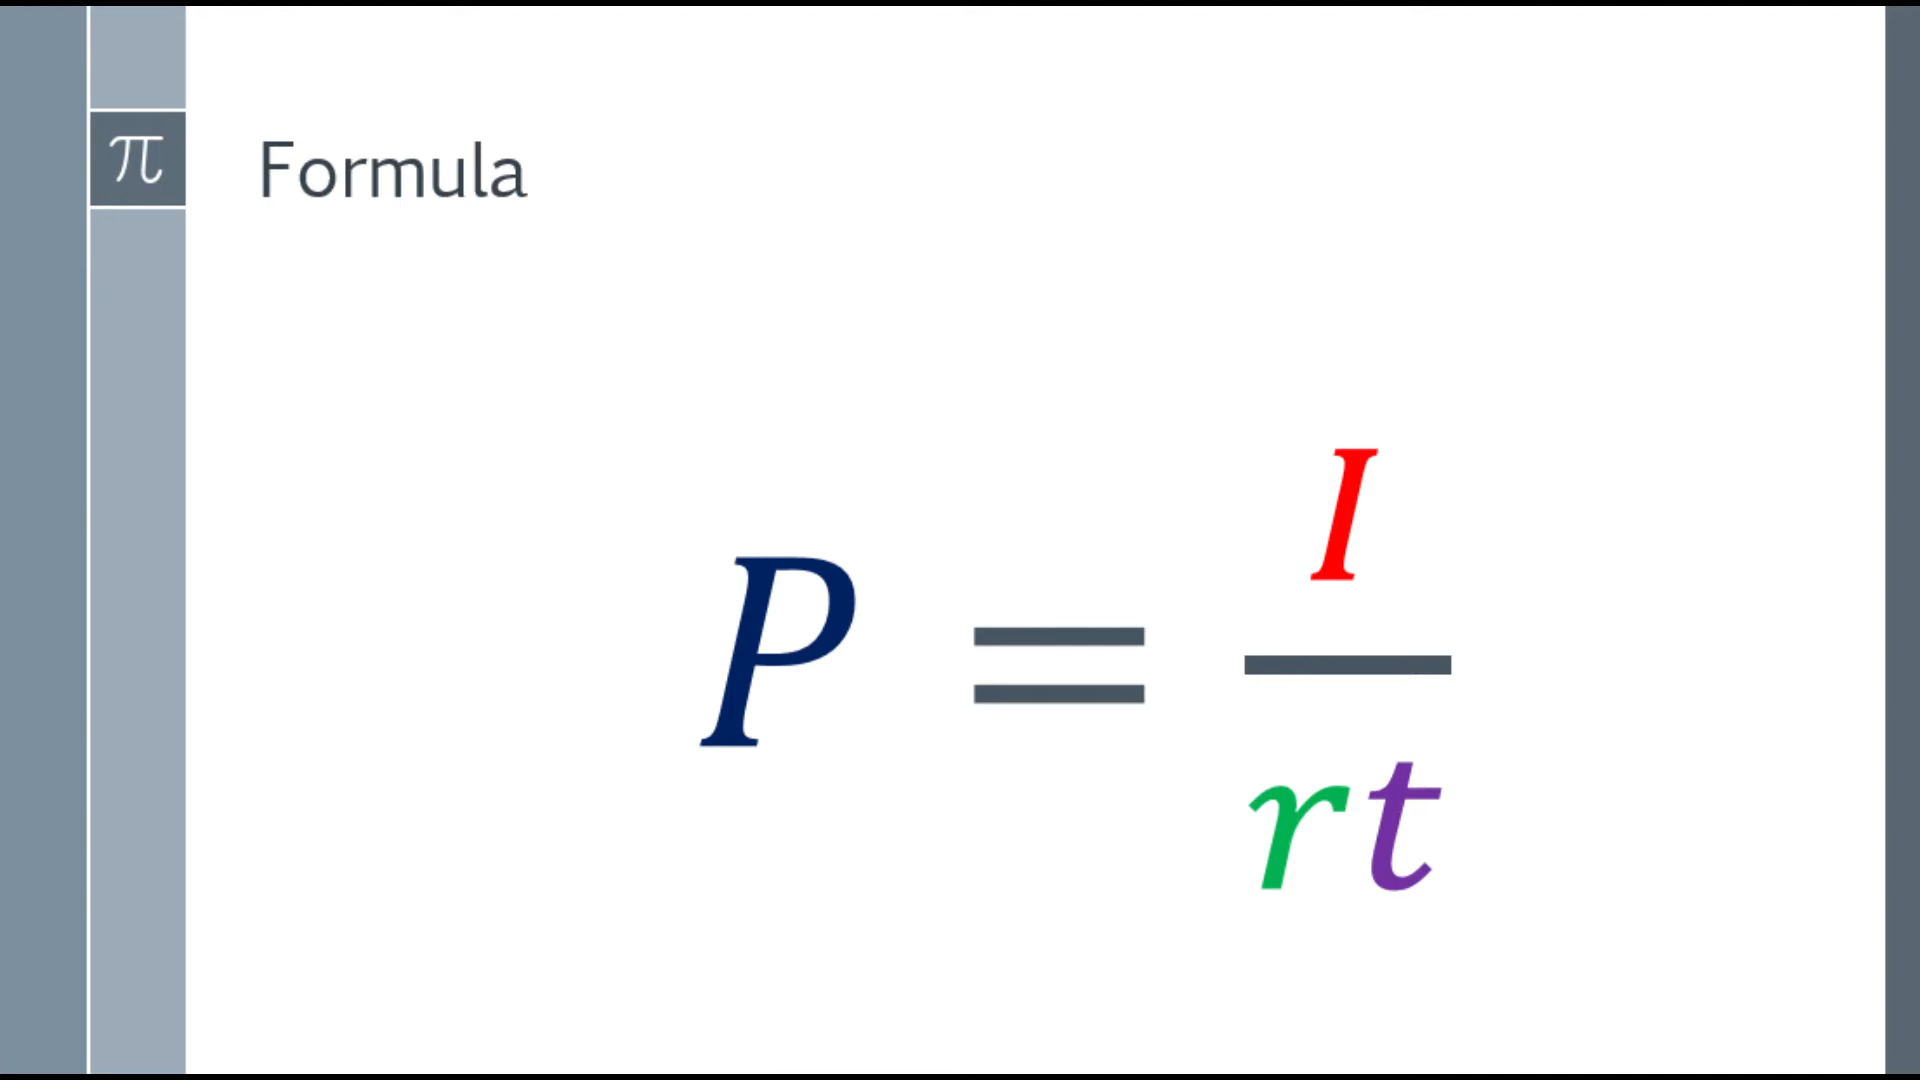 π
Formula
P = I / rt